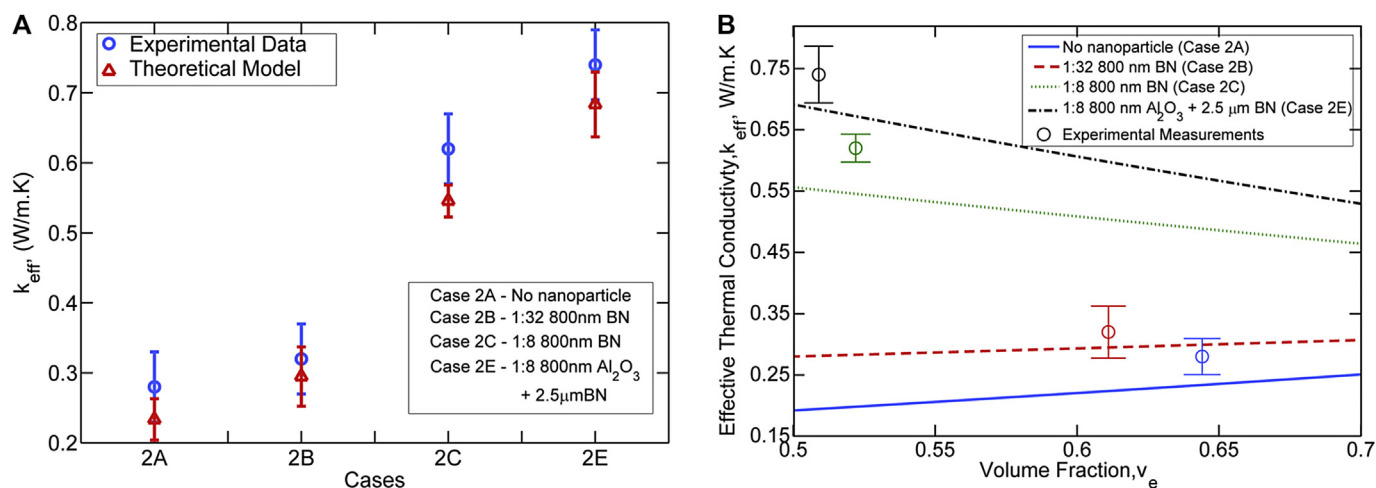 A
k_eff, (W/m.K)
0.8
0.7
0.6
0.5
0.4
0.3
0.2
Experimental Data
Theoretical Model
Case 2A - No nanoparticle
Case 2B - 1:32 800nm BN
Case 2C - 1:8 800nm BN
Case 2E - 1:8 800nm Al₂O₃
+ 2.5μmBN
2A 2B 2C 2E
Cases
B
Effective Thermal Conductivty,k_eff, W/m.K
0.75
0.65
0.55
0.45
0.35
0.25
0.15
No nanoparticle (Case 2A)
1:32 800 nm BN (Case 2B)
1:8 800 nm BN (Case 2C)
1:8 800 nm Al₂O₃ + 2.5 μm BN (Case 2E)
Experimental Measurements
0.5 0.55 0.6 0.65 0.7
Volume Fraction,v_e